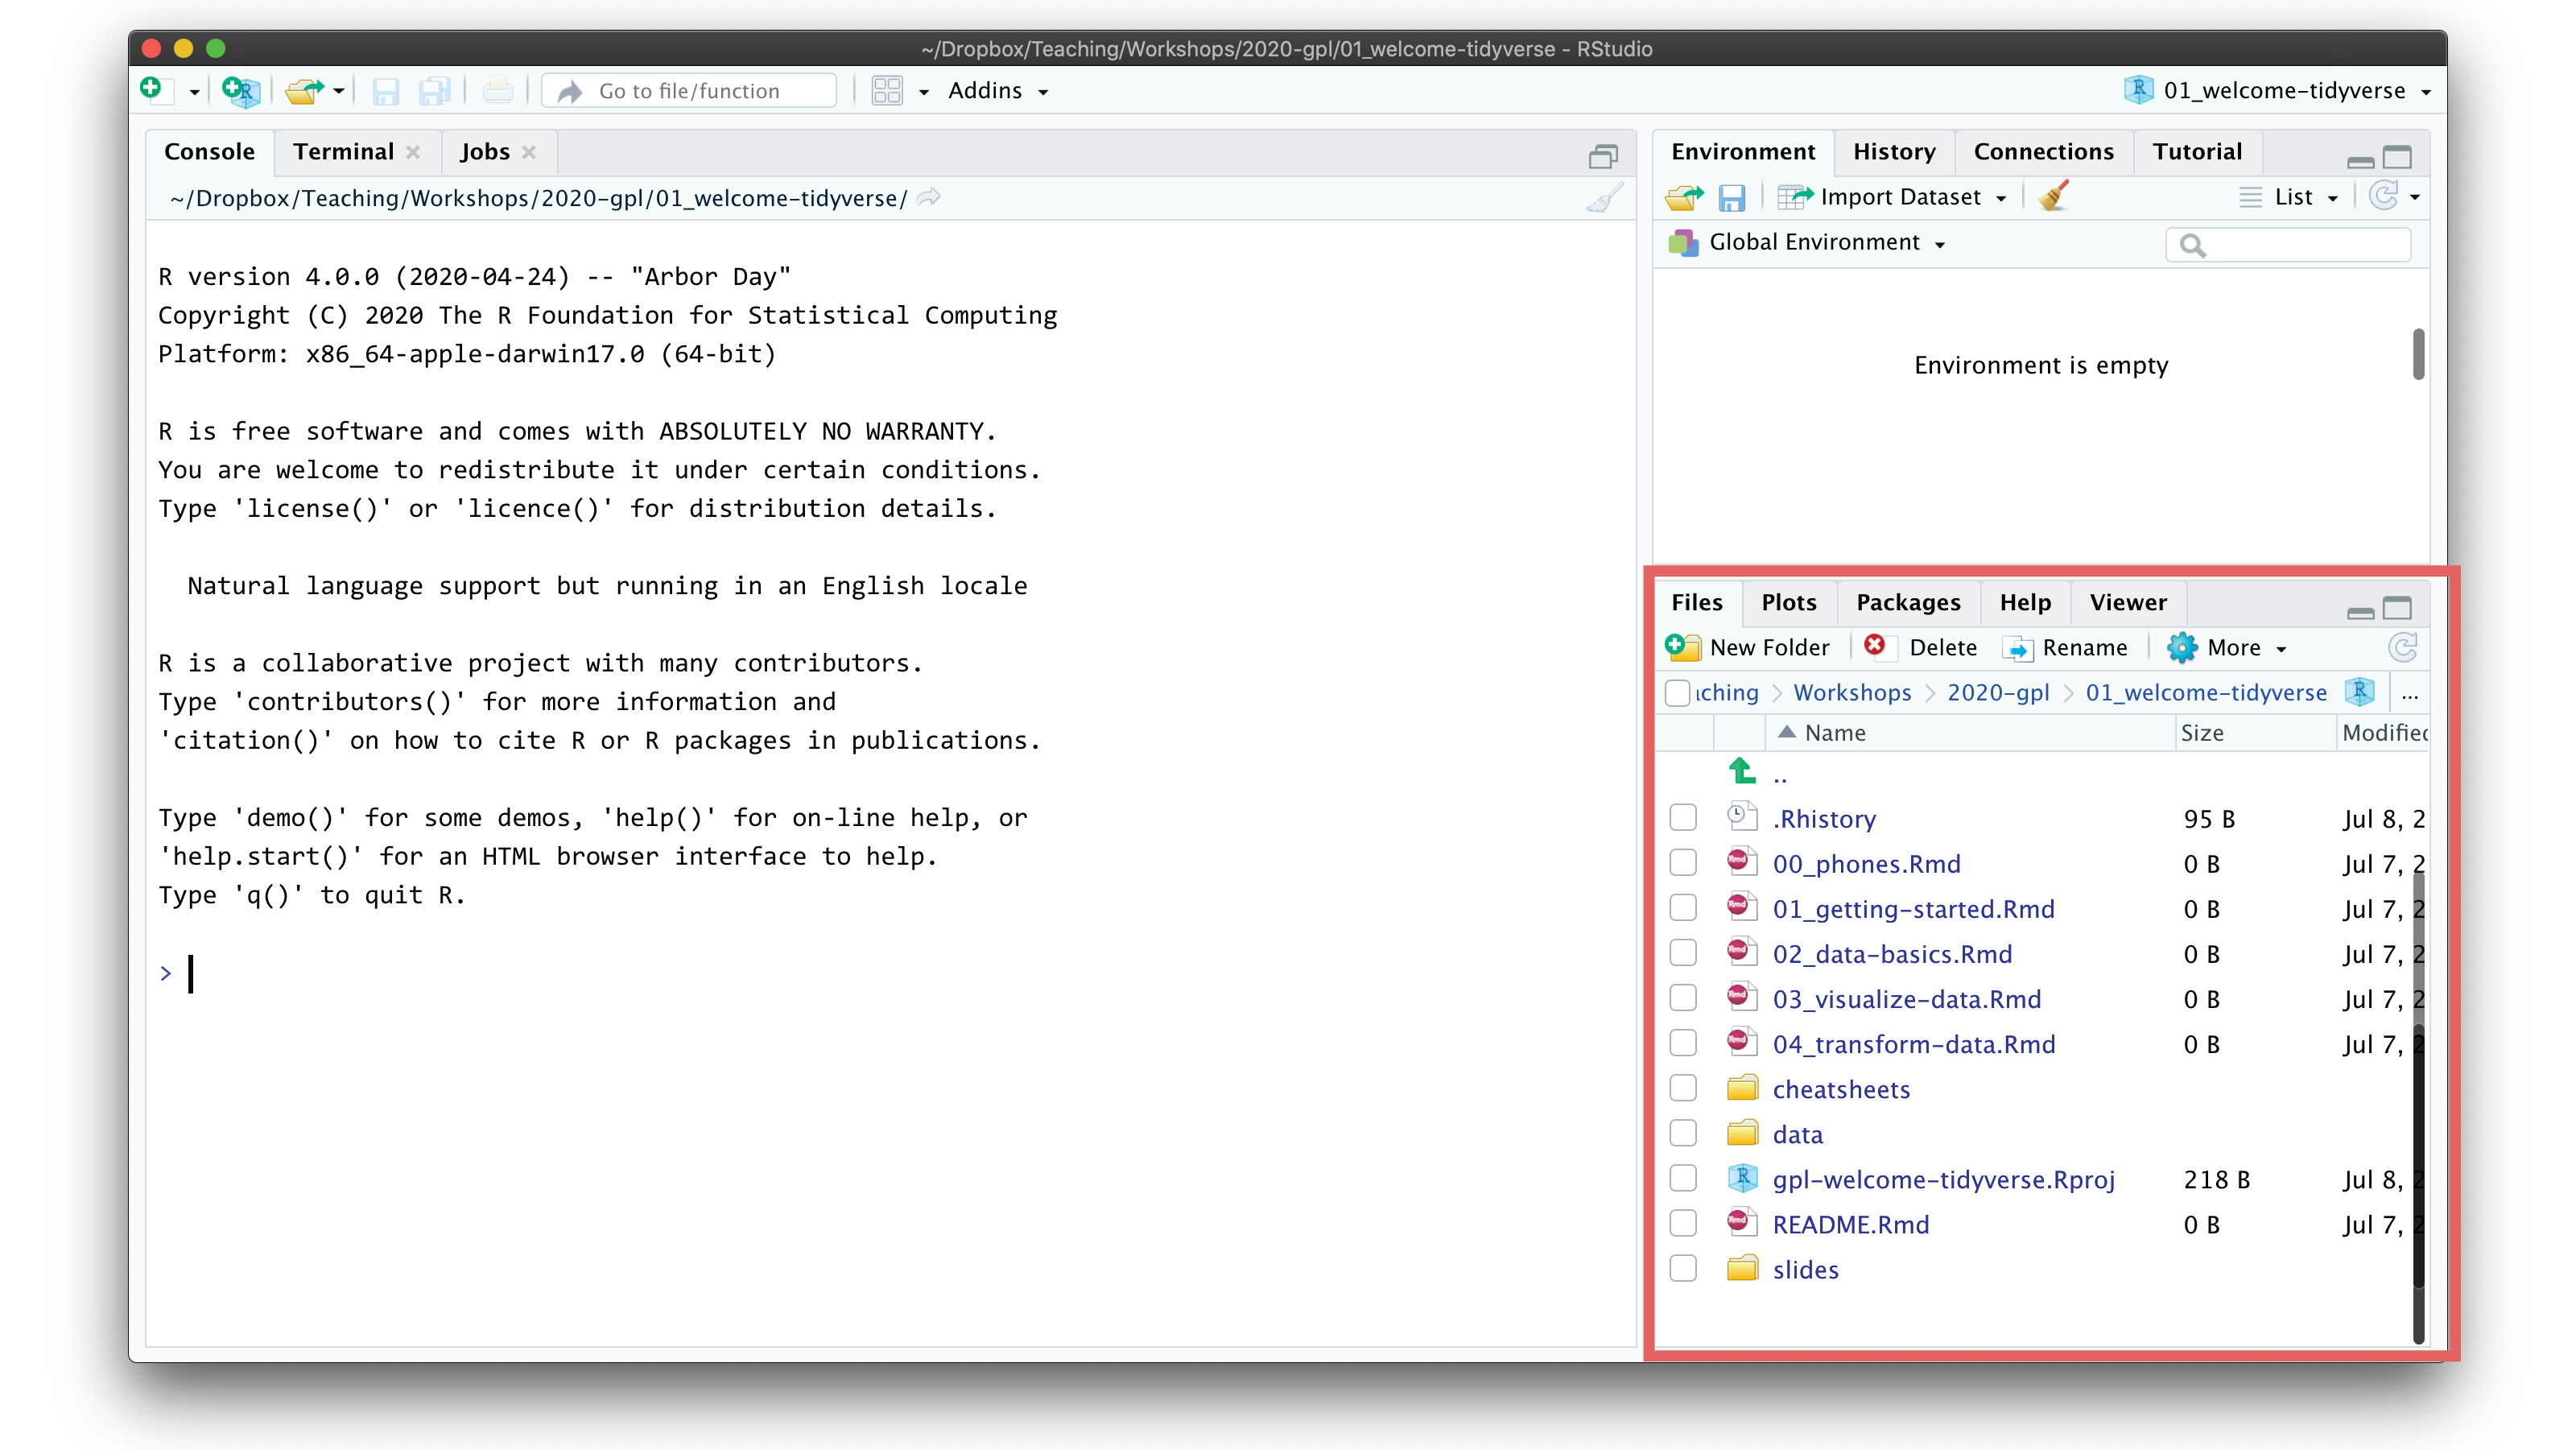 ~/Dropbox/Teaching/Workshops/2020-gpl/01_welcome-tidyverse - RStudio
Go to file/function Addins 01_welcome-tidyverse
Console Terminal Jobs
~/Dropbox/Teaching/Workshops/2020-gpl/01_welcome-tidyverse/
R version 4.0.0 (2020-04-24) -- "Arbor Day"
Copyright (C) 2020 The R Foundation for Statistical Computing
Platform: x86_64-apple-darwin17.0 (64-bit)
R is free software and comes with ABSOLUTELY NO WARRANTY.
You are welcome to redistribute it under certain conditions.
Type 'license()' or 'licence()' for distribution details.
Natural language support but running in an English locale
R is a collaborative project with many contributors.
Type 'contributors()' for more information and
'citation()' on how to cite R or R packages in publications.
Type 'demo()' for some demos, 'help()' for on-line help, or
'help.start()' for an HTML browser interface to help.
Type 'q()' to quit R.
>
Environment History Connections Tutorial
Import Dataset List
Global Environment
Environment is empty
Files Plots Packages Help Viewer
New Folder Delete Rename More
ching > Workshops > 2020-gpl > 01_welcome-tidyverse ...
Name Size Modified
..
.Rhistory 95 B Jul 8, 2
00_phones.Rmd 0 B Jul 7, 2
01_getting-started.Rmd 0 B Jul 7, 2
02_data-basics.Rmd 0 B Jul 7, 2
03_visualize-data.Rmd 0 B Jul 7, 2
04_transform-data.Rmd 0 B Jul 7, 2
cheatsheets
data
gpl-welcome-tidyverse.Rproj 218 B Jul 8, 2
README.Rmd 0 B Jul 7, 2
slides